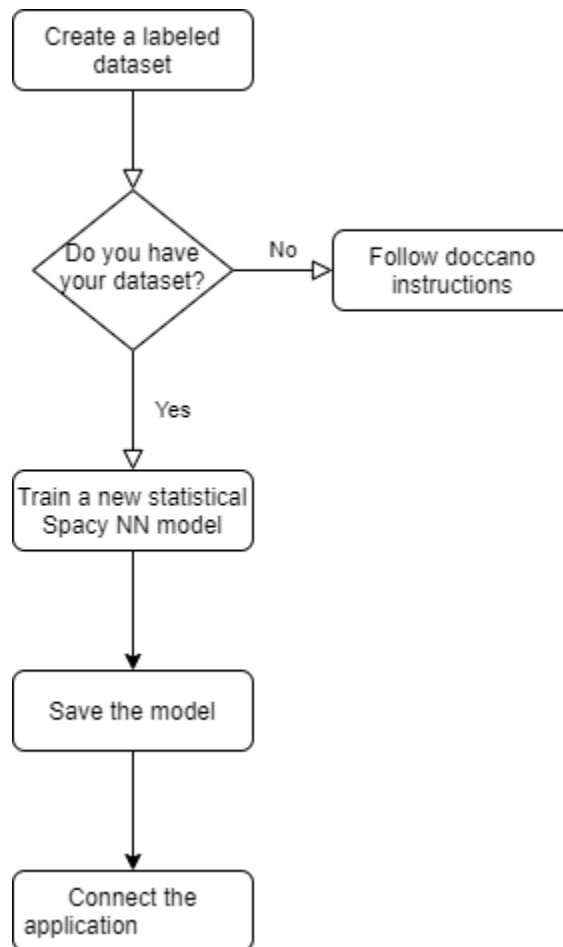 Create a labeled
dataset
Do you have
your dataset?
No
Follow doccano
instructions
Yes
Train a new statistical
Spacy NN model
Save the model
Connect the
application